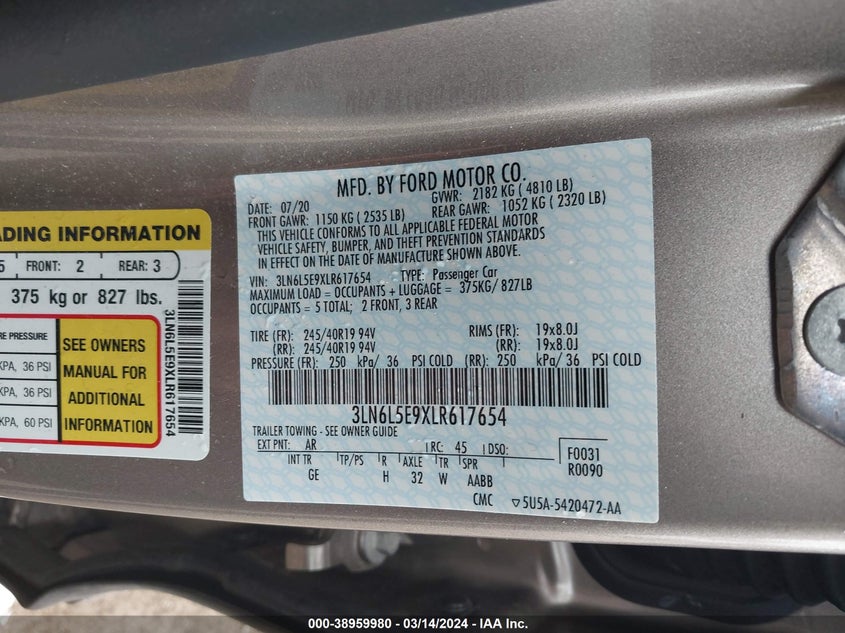 MFD. BY FORD MOTOR CO.
DATE: 07/20
GVWR: 2182 KG ( 4810 LB)
FRONT GAWR: 1150 KG ( 2535 LB)
REAR GAWR: 1052 KG ( 2320 LB)
THIS VEHICLE CONFORMS TO ALL APPLICABLE FEDERAL MOTOR
VEHICLE SAFETY, BUMPER, AND THEFT PREVENTION STANDARDS
IN EFFECT ON THE DATE OF MANUFACTURE SHOWN ABOVE.
VIN: 3LN6L5E9XLR617654 TYPE: Passenger Car
MAXIMUM LOAD = OCCUPANTS + LUGGAGE = 375KG/ 827LB
OCCUPANTS = 5 TOTAL; 2 FRONT, 3 REAR
TIRE (FR): 245/40R19 94V RIMS (FR): 19x8.0J
(RR): 245/40R19 94V (RR): 19x8.0J
PRESSURE (FR): 250 kPa/ 36 PSI COLD (RR): 250 kPa/ 36 PSI COLD
3LN6L5E9XLR617654
TRAILER TOWING - SEE OWNER GUIDE
EXT PNT: AR RC: 45 DSO:
F0031
R0090
INT TR TP/PS R AXLE TR SPR
GE H 32 W AABB
CMC ▽5U5A-5420472-AA
ADING INFORMATION
5 FRONT: 2 REAR: 3
375 kg or 827 lbs.
RE PRESSURE
KPA, 36 PSI
KPA, 36 PSI
KPA, 60 PSI
SEE OWNERS
MANUAL FOR
ADDITIONAL
INFORMATION
3LN6L5E9XLR617654
000-38959980 / 03/14/2024 - IAA Inc.